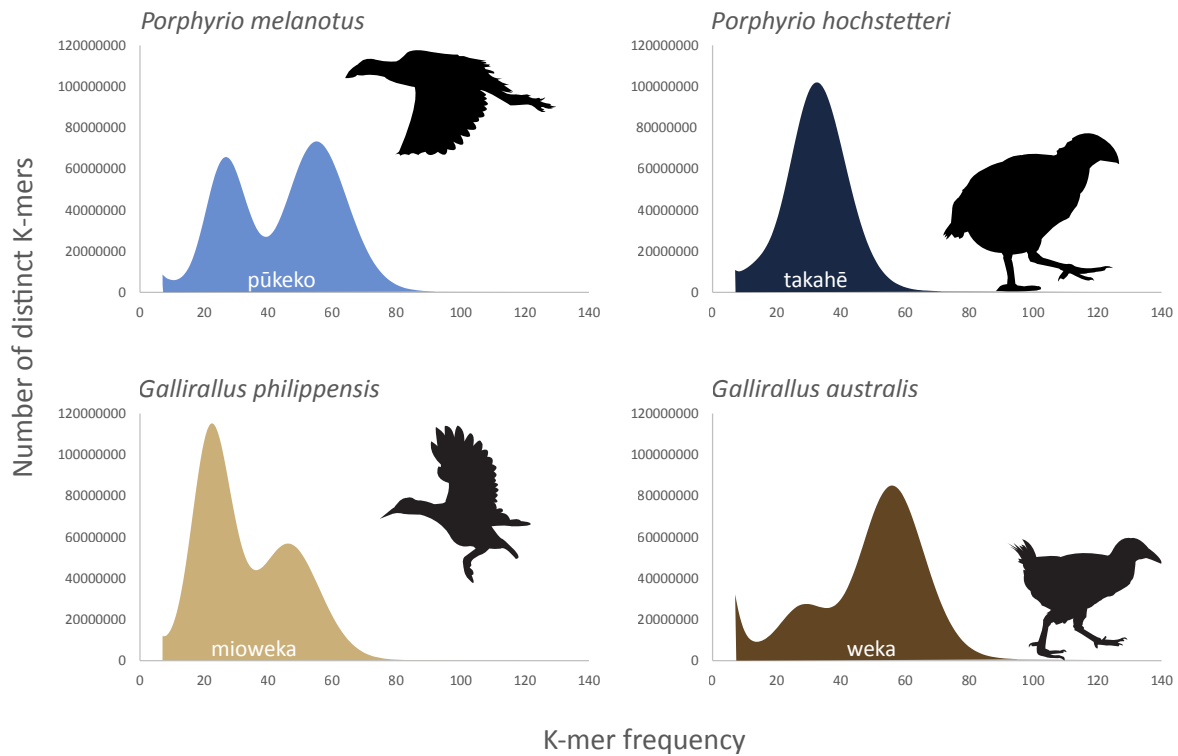 Porphyrio melanotus
120000000
100000000
80000000
60000000
40000000
20000000
0
pūkeko
0 20 40 60 80 100 120 140
Porphyrio hochstetteri
120000000
100000000
80000000
60000000
40000000
20000000
0
takahē
0 20 40 60 80 100 120 140
Number of distinct K-mers
Gallirallus philippensis
120000000
100000000
80000000
60000000
40000000
20000000
0
mioweka
0 20 40 60 80 100 120 140
Gallirallus australis
120000000
100000000
80000000
60000000
40000000
20000000
0
weka
0 20 40 60 80 100 120 140
K-mer frequency